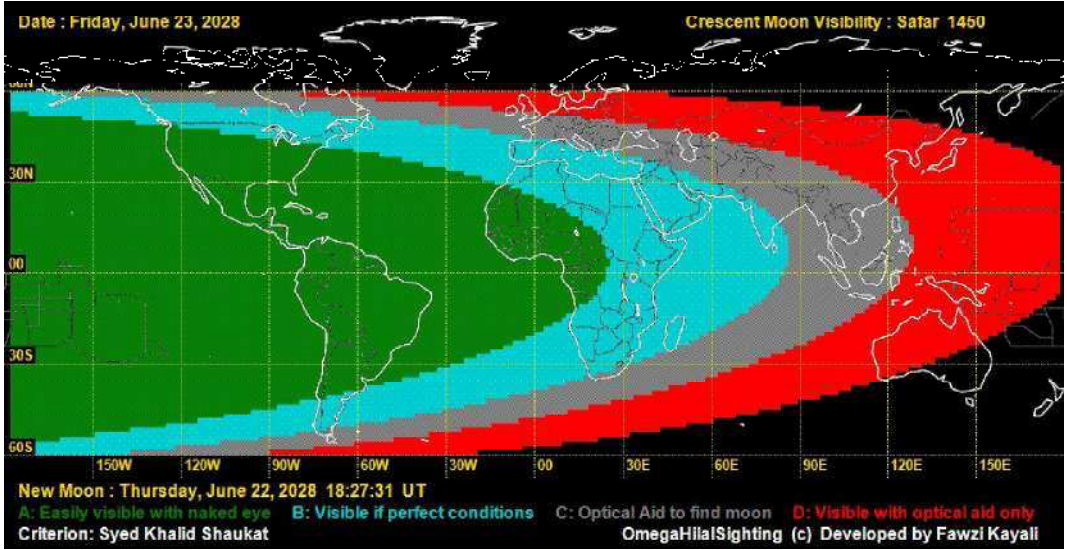 Date : Friday, June 23, 2028
Crescent Moon Visibility : Safar 1450
60N
30N
00
30S
60S
150W 120W 90W 60W 30W 00 30E 60E 90E 120E 150E
New Moon : Thursday, June 22, 2028 18:27:31 UT
A: Easily visible with naked eye B: Visible if perfect conditions C: Optical Aid to find moon D: Visible with optical aid only
Criterion: Syed Khalid Shaukat OmegaHilalSighting (c) Developed by Fawzi Kayali